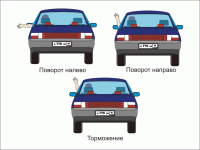 Поворот налево
Поворот направо
Торможение